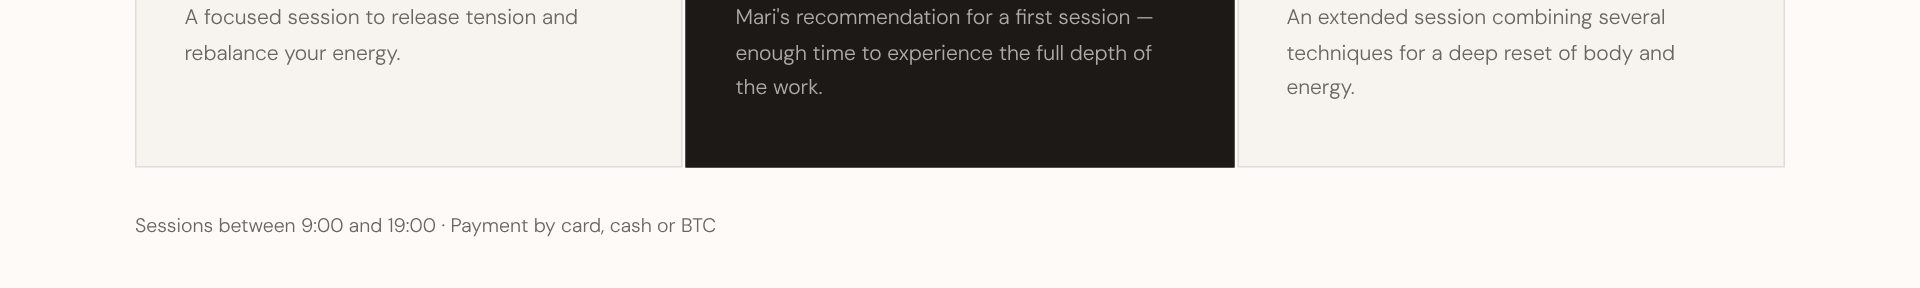 A focused session to release tension and
rebalance your energy.
Mari's recommendation for a first session —
enough time to experience the full depth of
the work.
An extended session combining several
techniques for a deep reset of body and
energy.
Sessions between 9:00 and 19:00 · Payment by card, cash or BTC